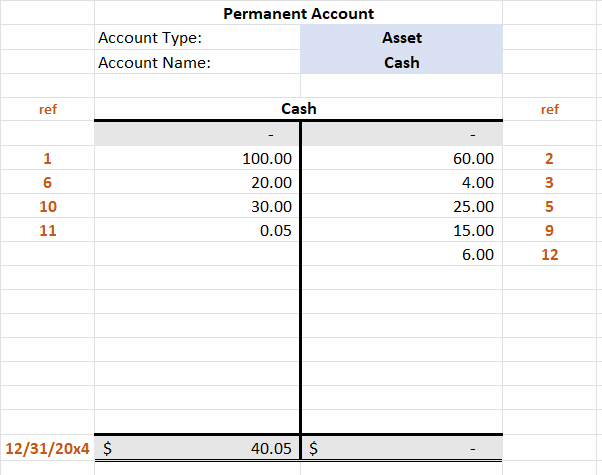 Permanent Account
Account Type: Asset
Account Name: Cash
ref Cash ref
- -
1 100.00 60.00 2
6 20.00 4.00 3
10 30.00 25.00 5
11 0.05 15.00 9
6.00 12
12/31/20x4 $ 40.05 $ -